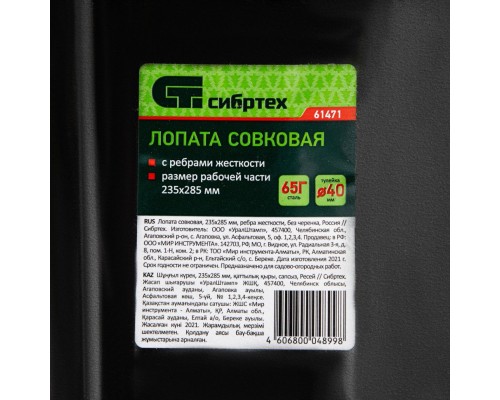 сибртех
61471
ЛОПАТА СОВКОВАЯ
с ребрами жесткости
размер рабочей части
235х285 мм
65Г
сталь
тулейка
ø40
мм
RUS Лопата совковая, 235х285 мм, ребра жесткости, без черенка, Россия //
Сибртех. Изготовитель: ООО «УралШтамп», 457400, Челябинская обл.,
Агаповский р-он, с. Агаповка, ул. Асфальтовая, 5, оф. 1,2,3,4. Продавец: в РФ:
ООО «МИР ИНСТРУМЕНТА». 142703, РФ, МО, г. Видное, ул. Радиальная 3-я, д.
8, пом. 1-Н, ком. 2; в РК: ТОО «Мир инструмента-Алматы», РК, Алматинская
обл., Карасайский р-н, Ельтайский с/о, с. Береке. Дата изготовления 2021 г.
Срок годности не ограничен. Предназначено для садово-огородных работ.
KAZ Шұңғыл күрек, 235х285 мм, қаттылық қыры, сапсыз, Ресей // Сибртех.
Жасап шығарушы «УралШтамп» ЖШҚ, 457400, Челябинск облысы,
Агаповский ауданы, Агаповка ауылы,
Асфальтовая көш., 5-үй, № 1,2,3,4-кеңсе.
Қазақстан аумағындағы сатушы: ЖШС «Мир
инструмента - Алматы», ҚР, Алматы облысы,
Қарасай ауданы, Елтай а/о, Береке ауылы.
Жасалған күні 2021. Жарамдылық мерзімі
шектелмеген. Қолдану аясы бау-бақша
жұмыстарына арналған.
4 606800 048998